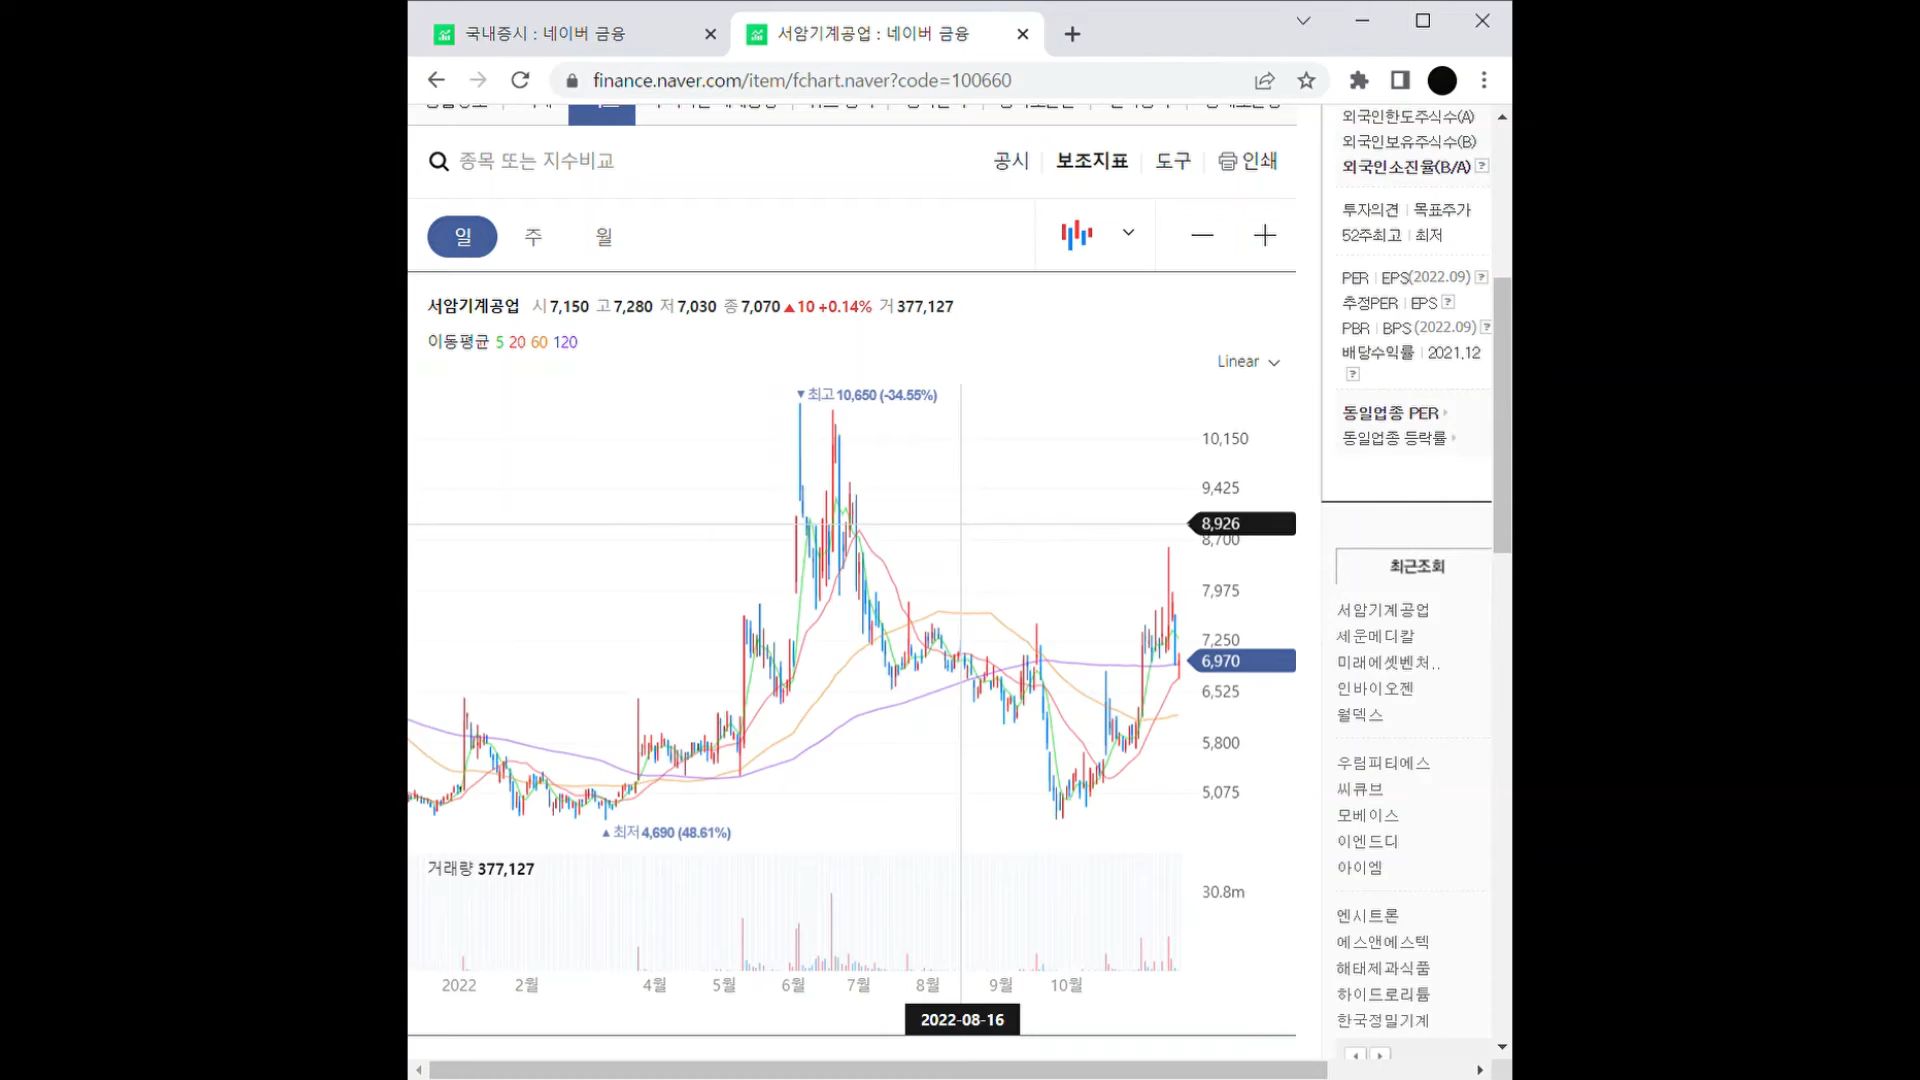 국내증시 : 네이버 금융
서암기계공업 : 네이버 금융
finance.naver.com/item/fchart.naver?code=100660
종목 또는 지수비교
공시
보조지표
도구
인쇄
일
주
월
서암기계공업 시 7,150 고 7,280 저 7,030 종 7,070 ▲10 +0.14% 거 377,127
이동평균 5 20 60 120
Linear
▼최고 10,650 (-34.55%)
10,150
9,425
8,926
8,700
7,975
7,250
6,970
6,525
5,800
5,075
▲최저 4,690 (48.61%)
거래량 377,127
30.8m
2022 2월 4월 5월 6월 7월 8월 9월 10월
2022-08-16
외국인한도주식수(A)
외국인보유주식수(B)
외국인소진율(B/A) ?
투자의견 | 목표주가
52주최고 | 최저
PER | EPS(2022.09) ?
추정PER | EPS ?
PBR | BPS (2022.09) ?
배당수익률 | 2021.12
?
동일업종 PER
동일업종 등락률
최근조회
서암기계공업
세운메디칼
미래에셋벤처..
인바이오젠
월덱스
우림피티에스
씨큐브
모베이스
이엔드디
아이엠
엔시트론
에스앤에스텍
해태제과식품
하이드로리튬
한국정밀기계